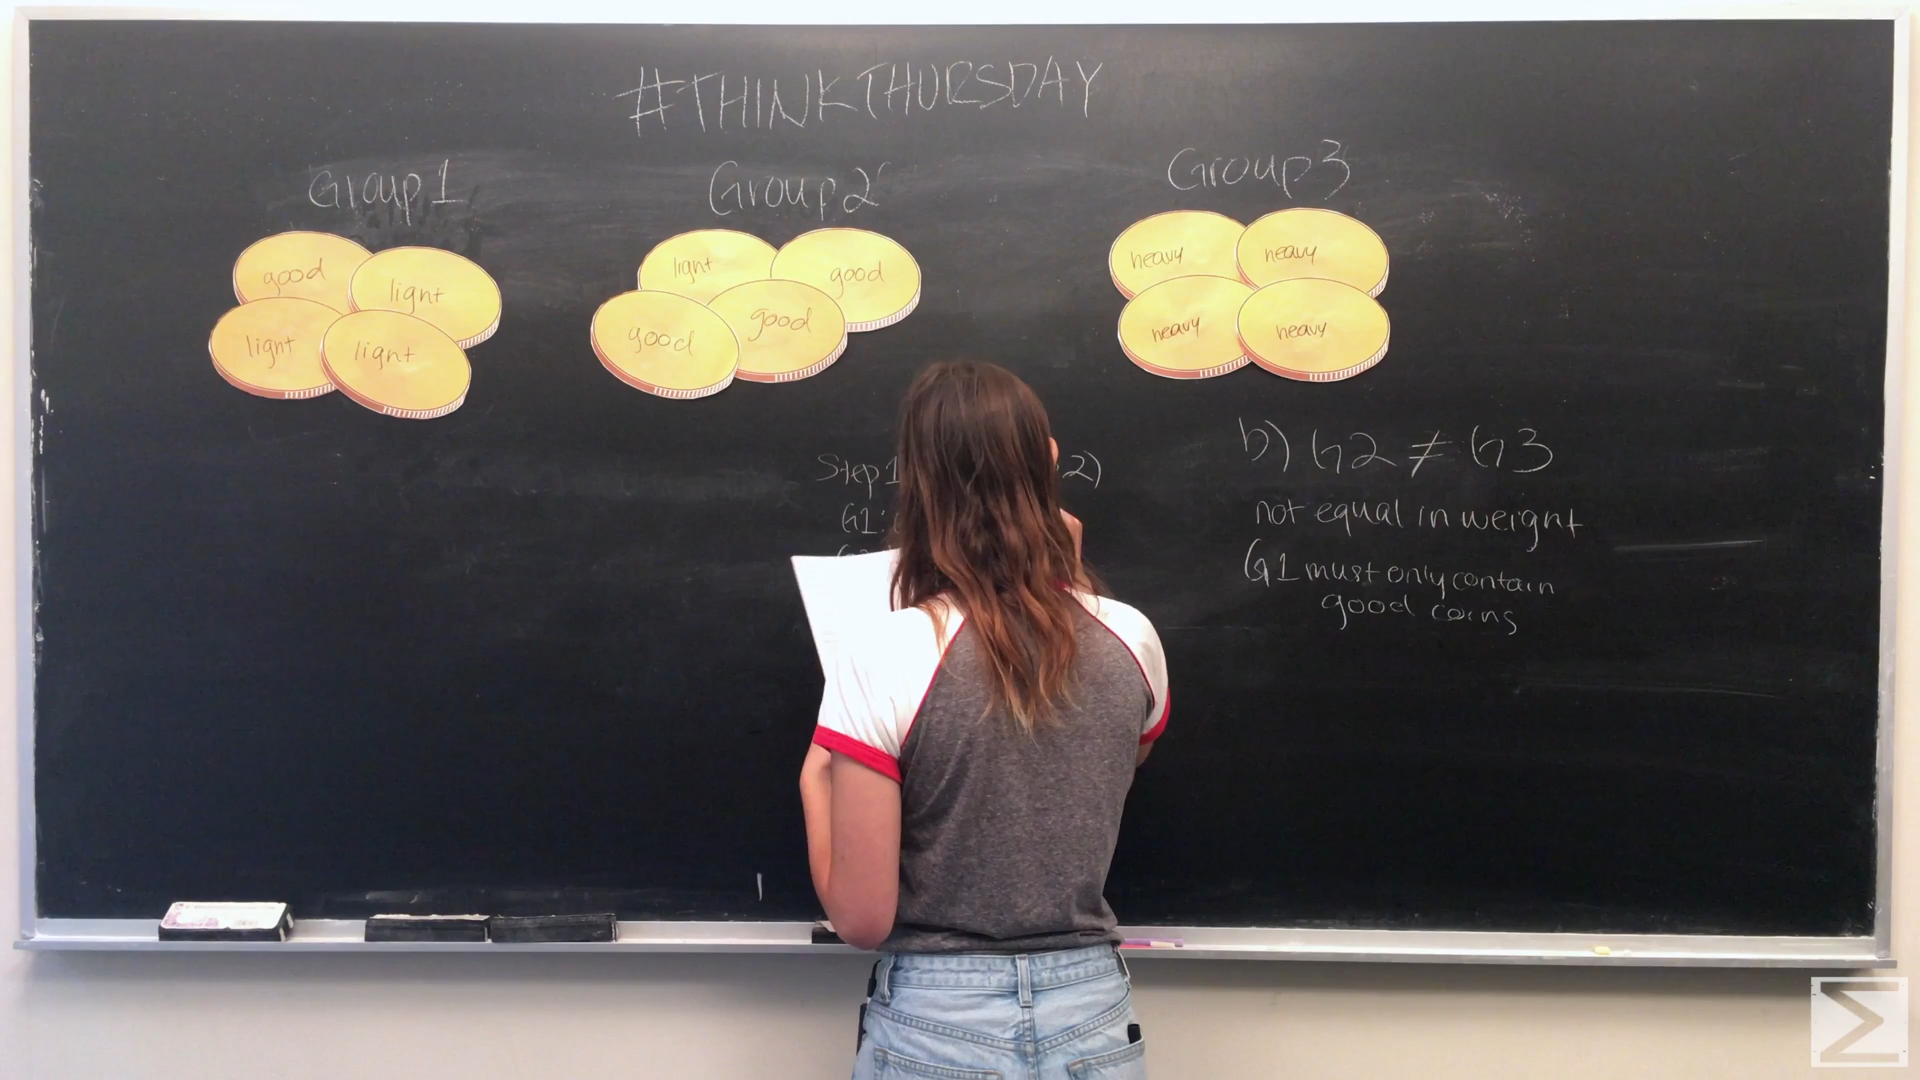 #THINKTHURSDAY
Group 1
good
light
light
light
Group 2
light
good
good
good
Group 3
heavy
heavy
heavy
heavy
Step 1 2)
G1:
b) G2 ≠ G3
not equal in weight
G1 must only contain
good coins